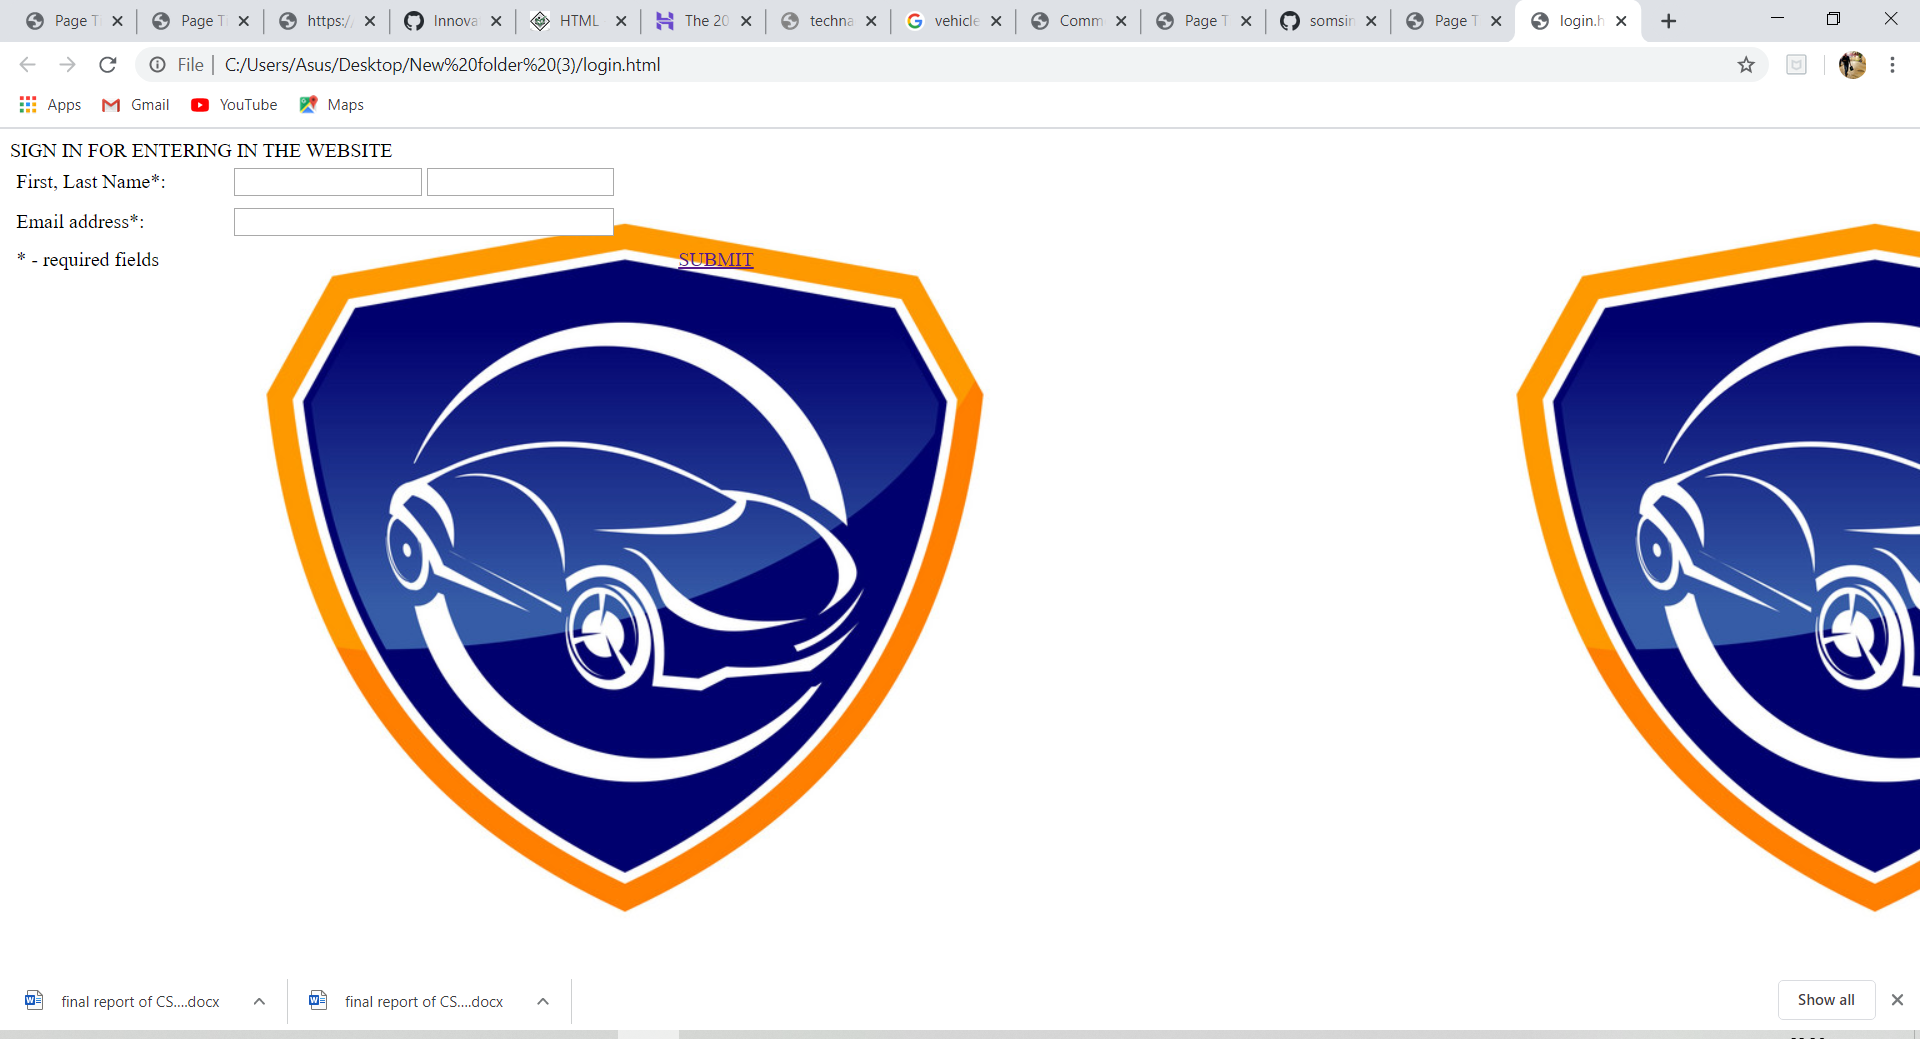 Page Ti
Page Ti
https:/
Innova
HTML
The 20
techna
vehicle
Comm
Page T
somsin
Page T
login.h
File | C:/Users/Asus/Desktop/New%20folder%20(3)/login.html
Apps
Gmail
YouTube
Maps
SIGN IN FOR ENTERING IN THE WEBSITE
First, Last Name*:
Email address*:
* - required fields
SUBMIT
final report of CS....docx
final report of CS....docx
Show all